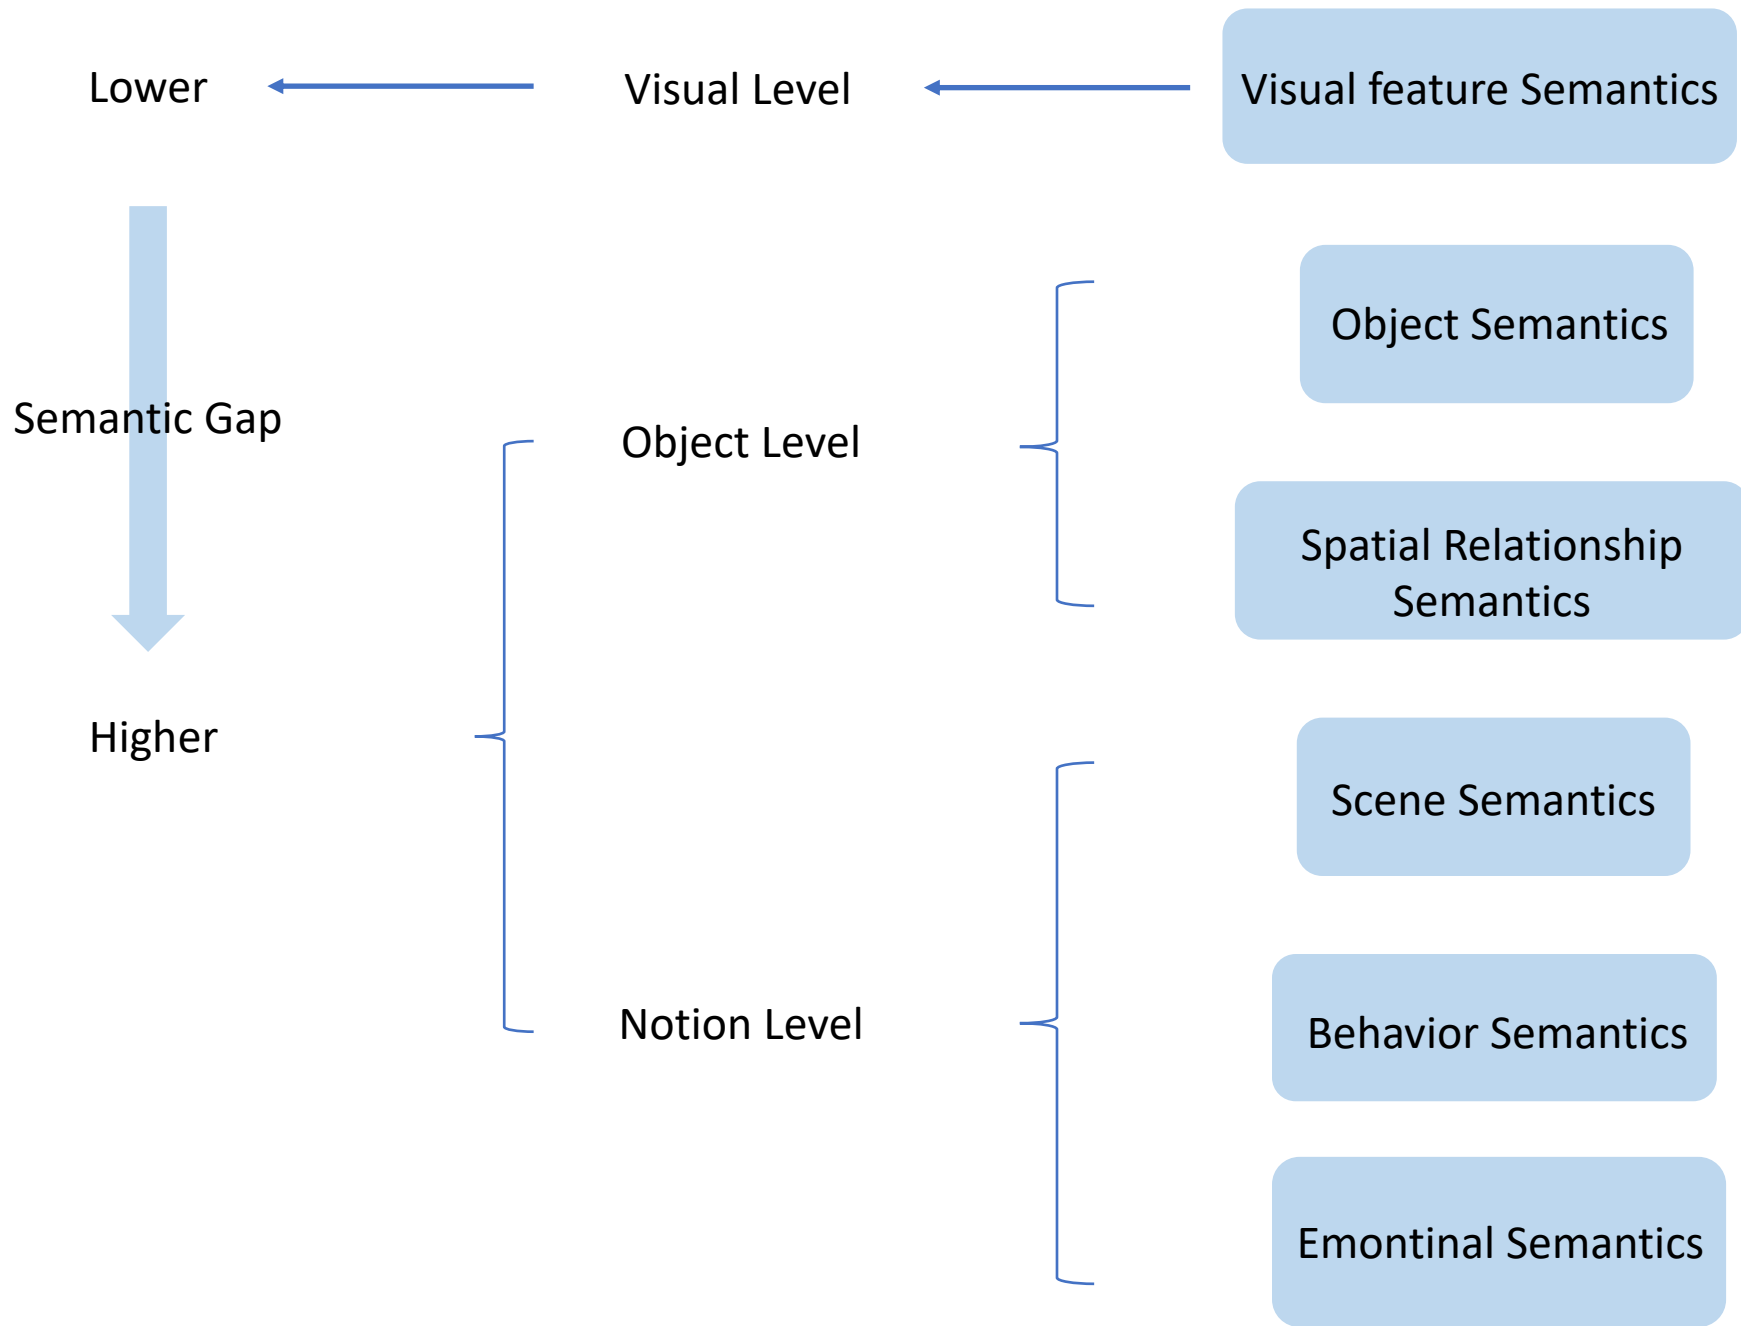 Lower
Visual Level
Visual feature Semantics
Object Semantics
Semantic Gap
Object Level
Spatial Relationship
Semantics
Higher
Scene Semantics
Notion Level
Behavior Semantics
Emontinal Semantics